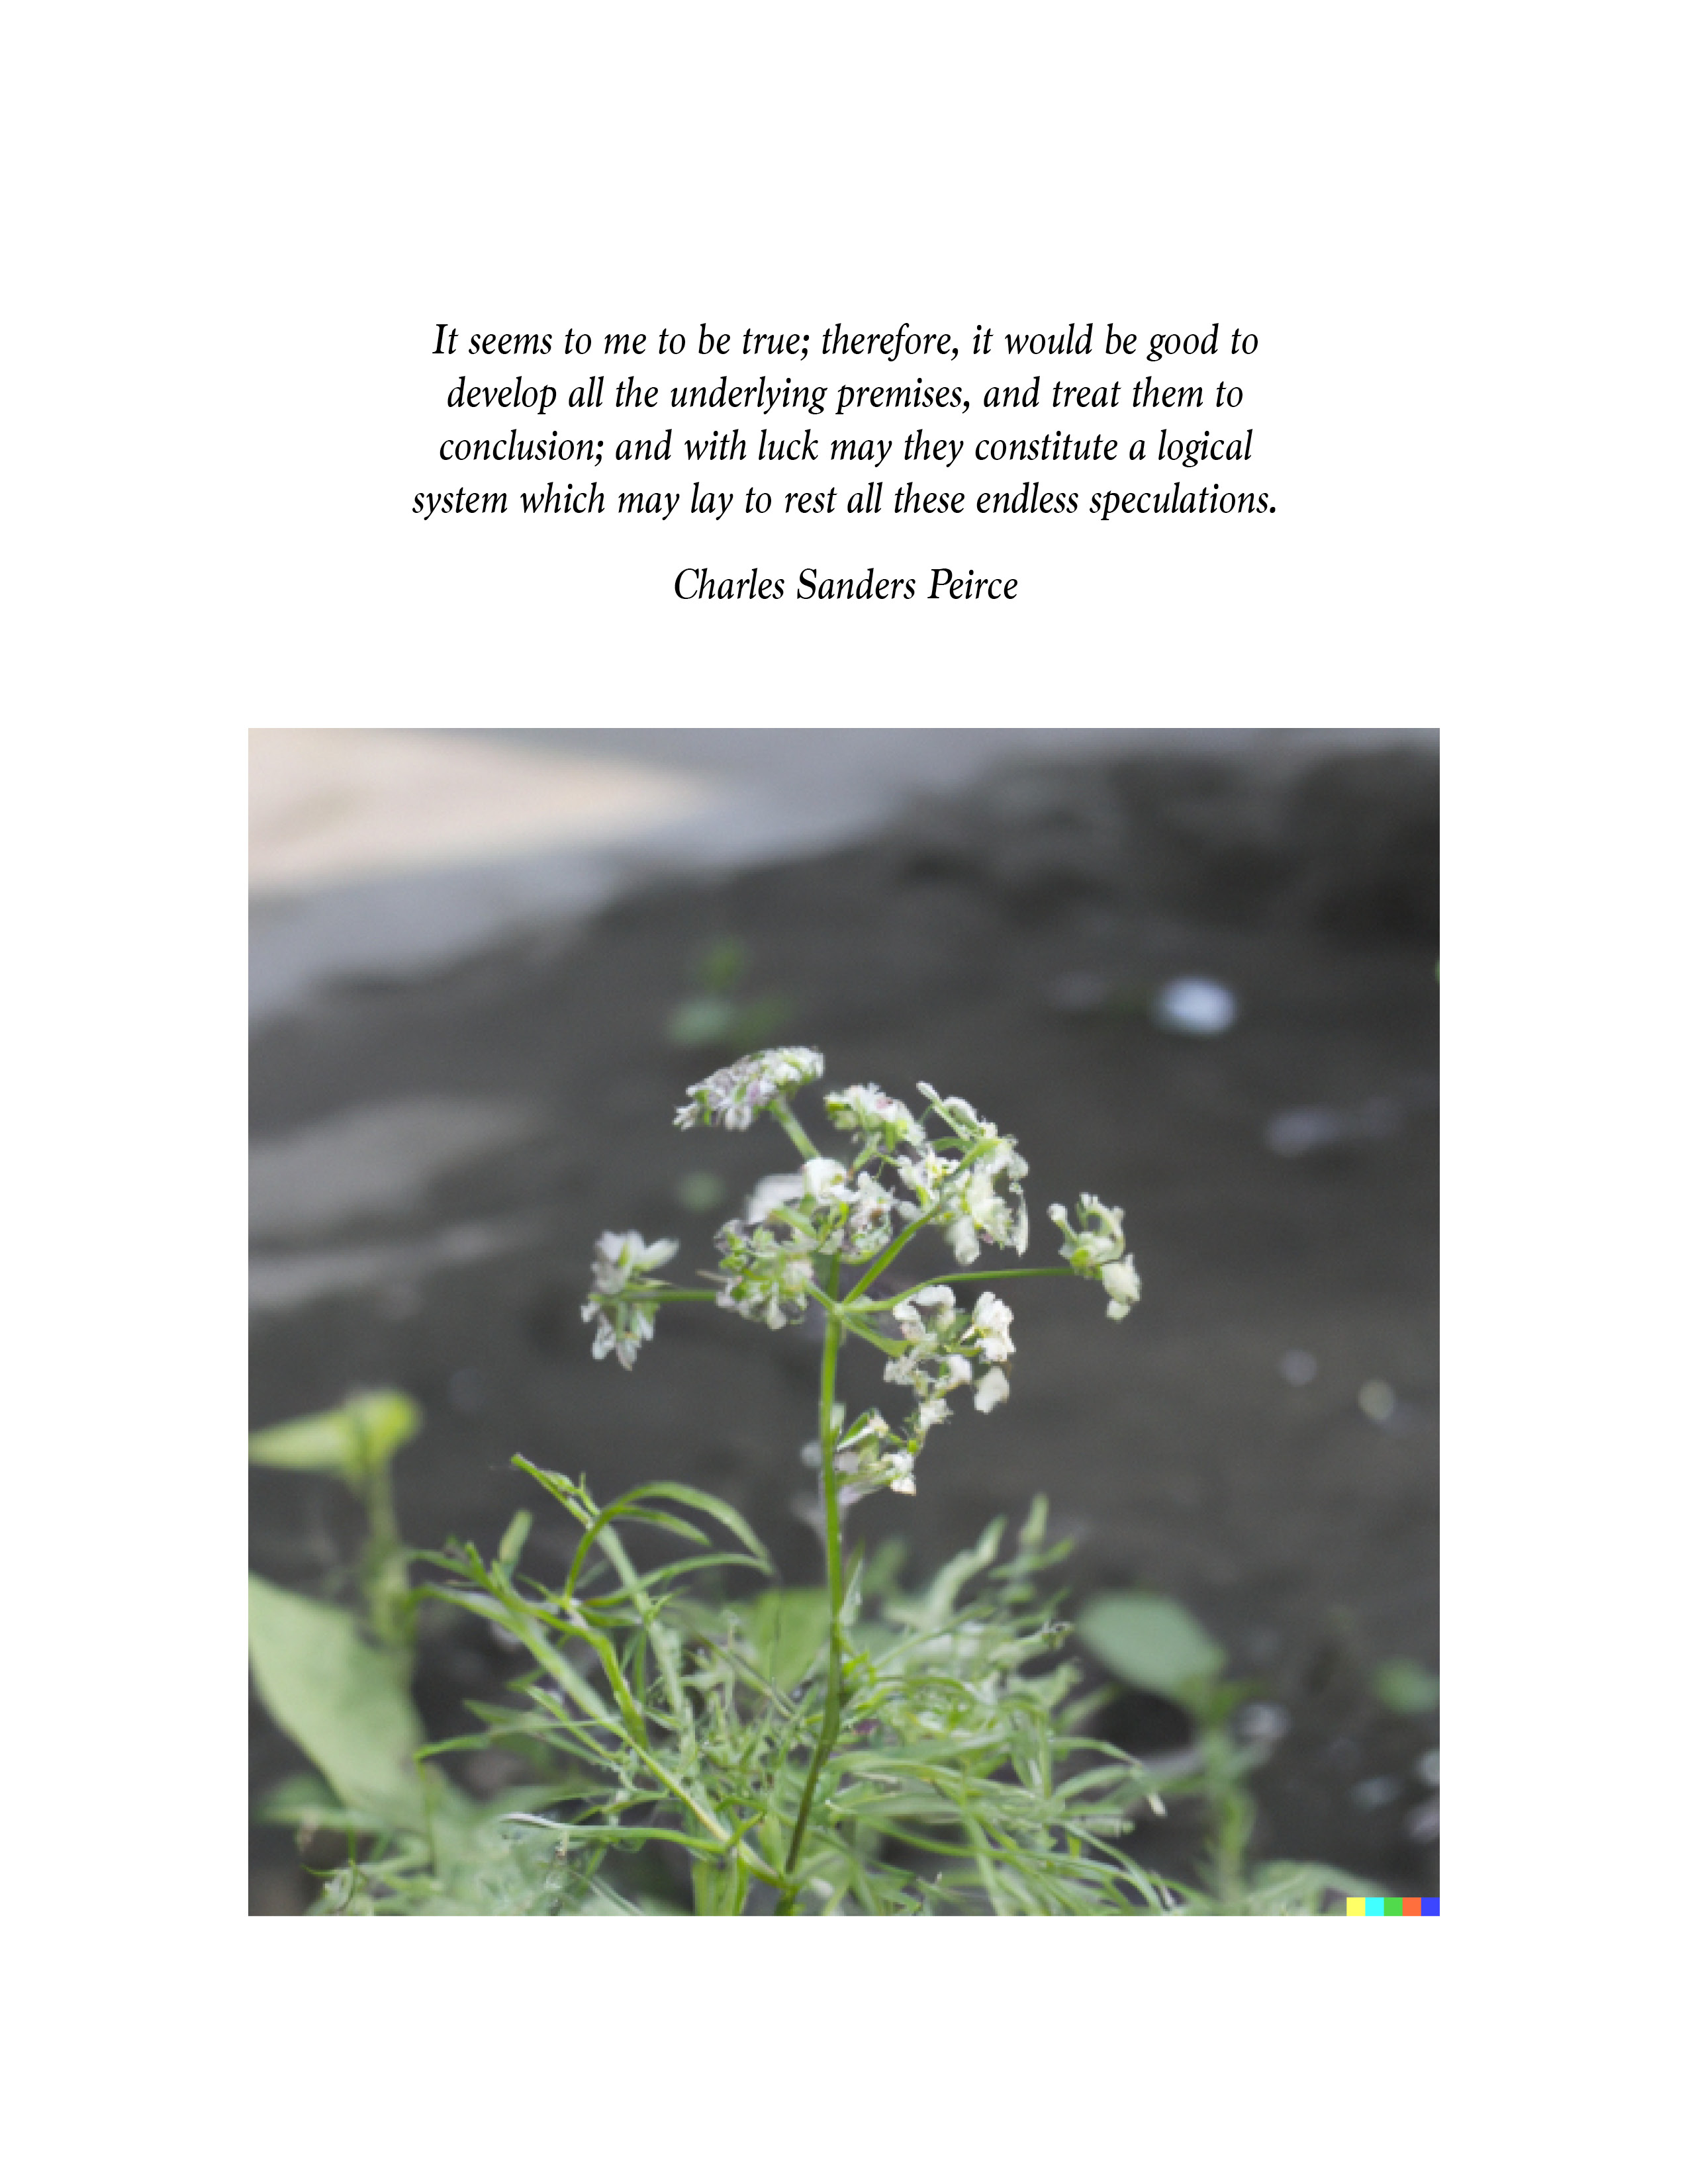 It seems to me to be true; therefore, it would be good to
develop all the underlying premises, and treat them to
conclusion; and with luck may they constitute a logical
system which may lay to rest all these endless speculations.
Charles Sanders Peirce